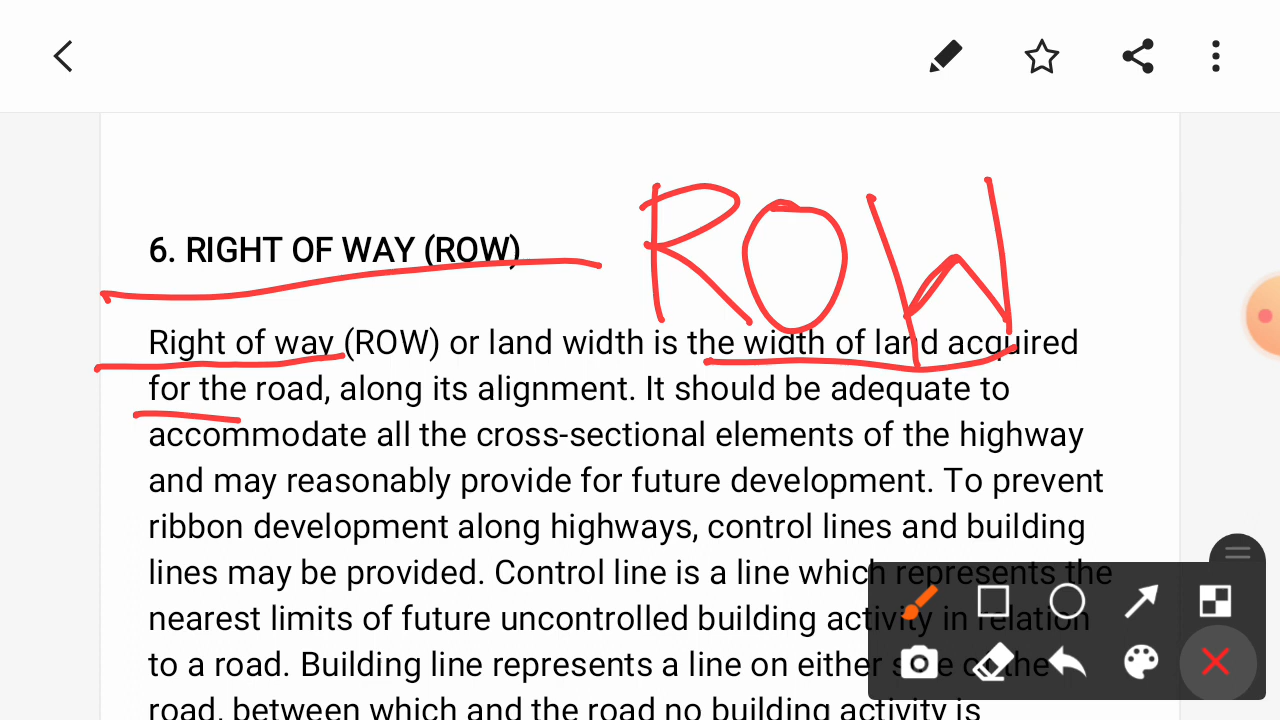 ROW
6. RIGHT OF WAY (ROW)
Right of way (ROW) or land width is the width of land acquired
for the road, along its alignment. It should be adequate to
accommodate all the cross-sectional elements of the highway
and may reasonably provide for future development. To prevent
ribbon development along highways, control lines and building
lines may be provided. Control line is a line which represents the
nearest limits of future uncontrolled building activity in relation
to a road. Building line represents a line on either side of the
road, between which and the road no building activity is